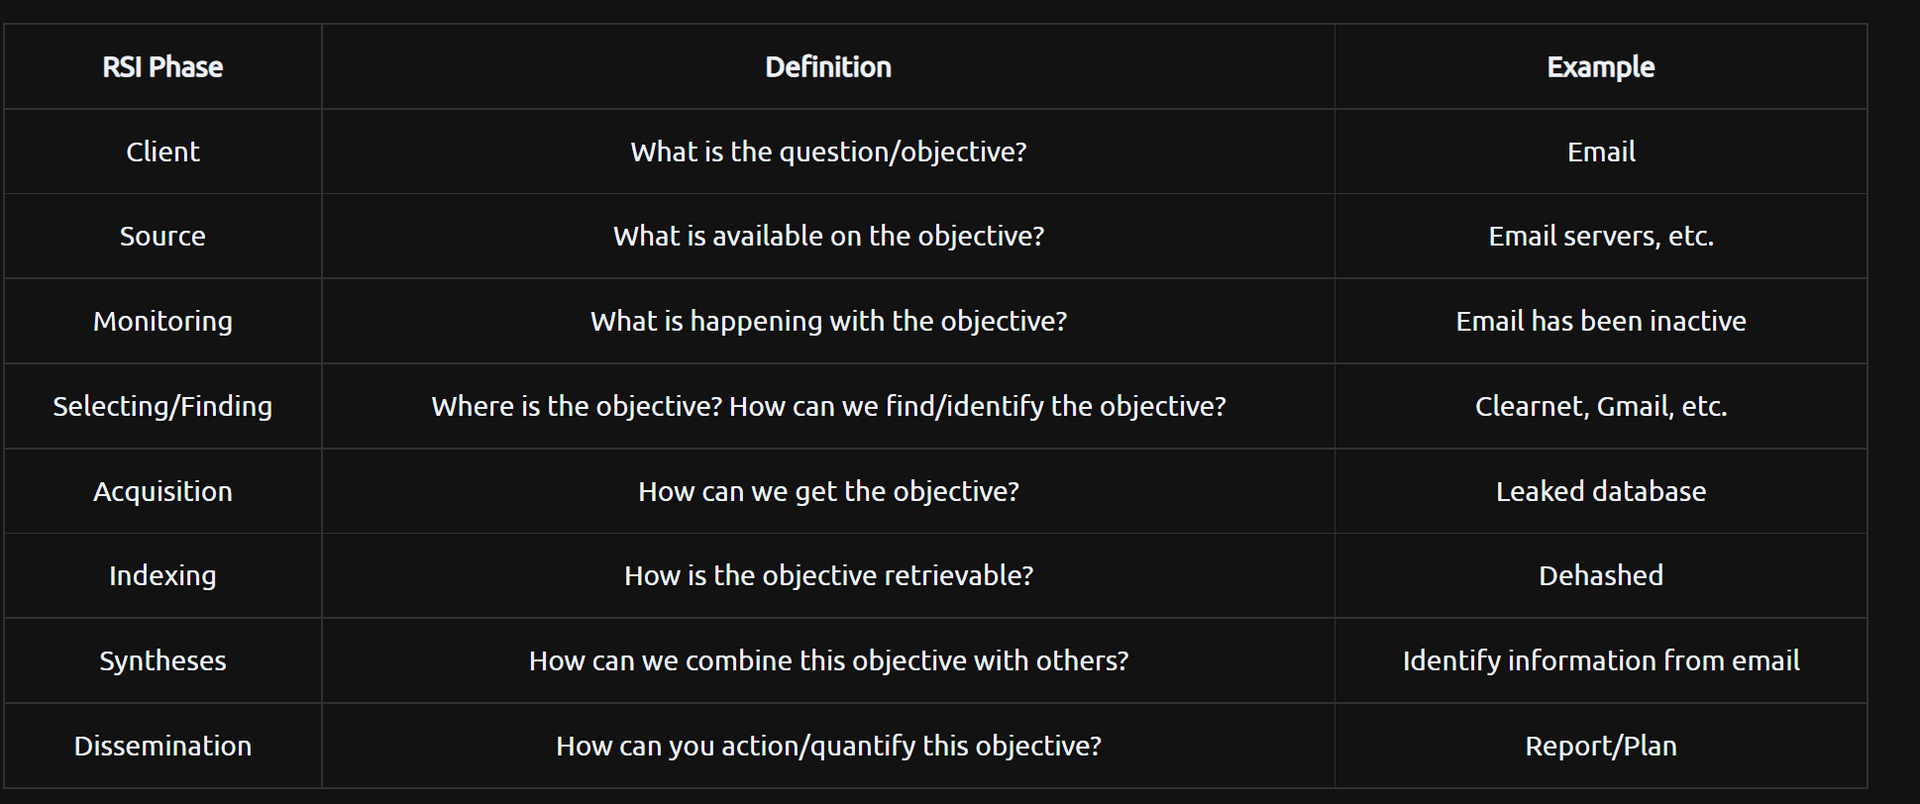 RSI Phase Definition Example
Client What is the question/objective? Email
Source What is available on the objective? Email servers, etc.
Monitoring What is happening with the objective? Email has been inactive
Selecting/Finding Where is the objective? How can we find/identify the objective? Clearnet, Gmail, etc.
Acquisition How can we get the objective? Leaked database
Indexing How is the objective retrievable? Dehashed
Syntheses How can we combine this objective with others? Identify information from email
Dissemination How can you action/quantify this objective? Report/Plan